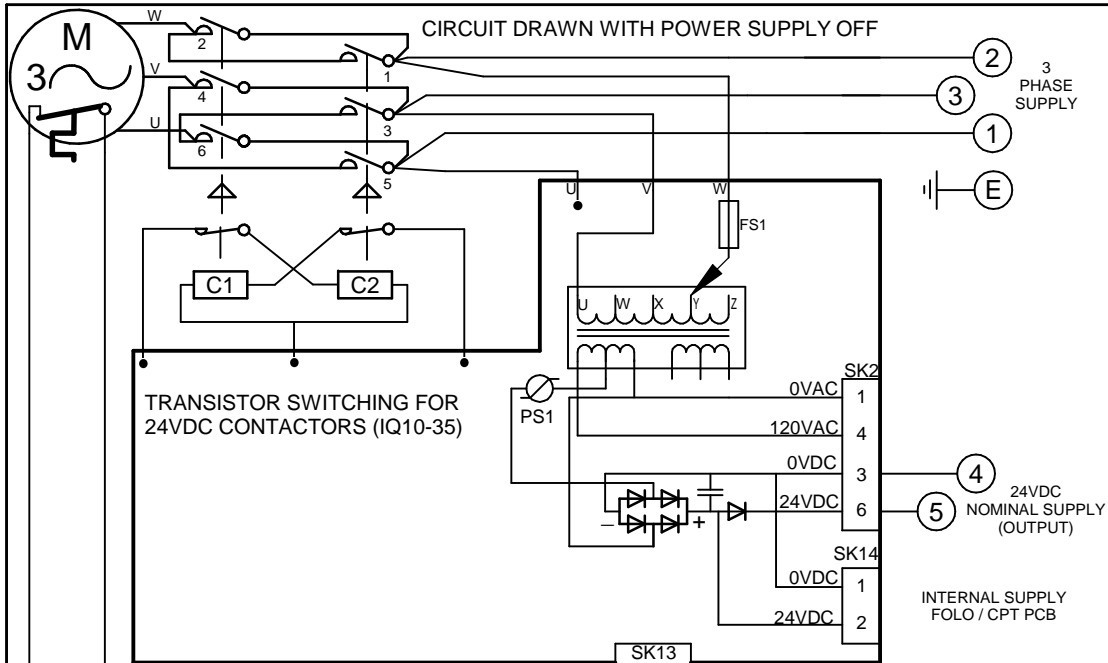 CIRCUIT DRAWN WITH POWER SUPPLY OFF
M
3
W
V
U
2
4
6
1
3
5
2
3
1
E
3
PHASE
SUPPLY
C1
C2
U
V
W
FS1
U
W
X
Y
Z
TRANSISTOR SWITCHING FOR
24VDC CONTACTORS (IQ10-35)
PS1
SK2
0VAC
1
120VAC
4
0VDC
3
24VDC
6
4
5
24VDC
NOMINAL SUPPLY
(OUTPUT)
– +
SK14
0VDC
1
24VDC
2
INTERNAL SUPPLY
FOLO / CPT PCB
SK13